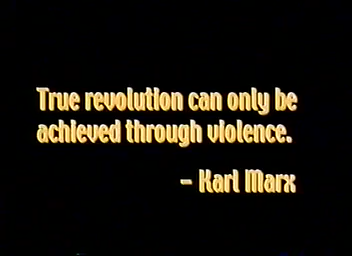 True revolution can only be
achieved through violence.
– Karl Marx